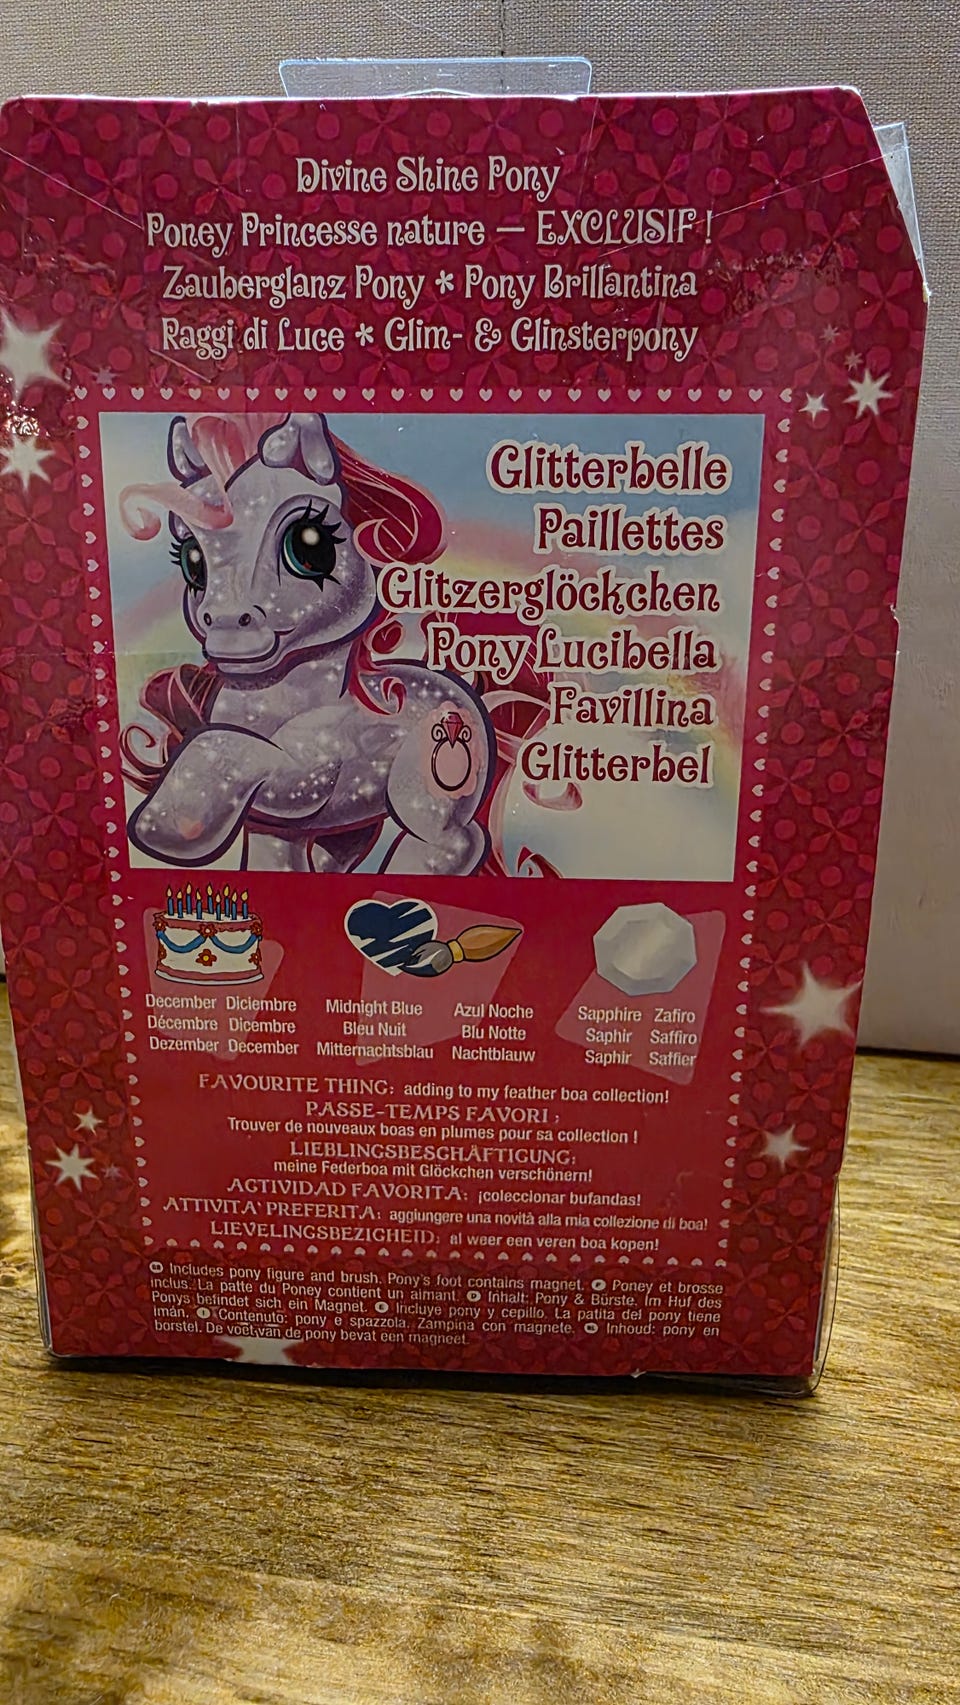 Divine Shine Pony
Poney Princesse nature — EXCLUSIF !
Zauberglanz Pony * Pony Brillantina
Raggi di Luce * Glim- & Glinsterpony
Glitterbelle
Paillettes
Glitzerglöckchen
Pony Lucibella
Favillina
Glitterbel
December Diciembre
Décembre Dicembre
Dezember December
Midnight Blue Azul Noche
Bleu Nuit Blu Notte
Mitternachtsblau Nachtblauw
Sapphire Zafiro
Saphir Saffiro
Saphir Saffier
FAVOURITE THING: adding to my feather boa collection!
PASSE-TEMPS FAVORI :
Trouver de nouveaux boas en plumes pour sa collection !
LIEBLINGSBESCHÄFTIGUNG:
meine Federboa mit Glöckchen verschönern!
ACTIVIDAD FAVORITA: ¡coleccionar bufandas!
ATTIVITA' PREFERITA: aggiungere una novità alla mia collezione di boa!
LIEVELINGSBEZIGHEID: al weer een veren boa kopen!
GB Includes pony figure and brush. Pony's foot contains magnet. F Poney et brosse
inclus. La patte du Poney contient un aimant. D Inhalt: Pony & Bürste. Im Huf des
Ponys befindet sich ein Magnet. E Incluye pony y cepillo. La patita del pony tiene
imán. I Contenuto: pony e spazzola. Zampina con magnete. NL Inhoud: pony en
borstel. De voet van de pony bevat een magneet.